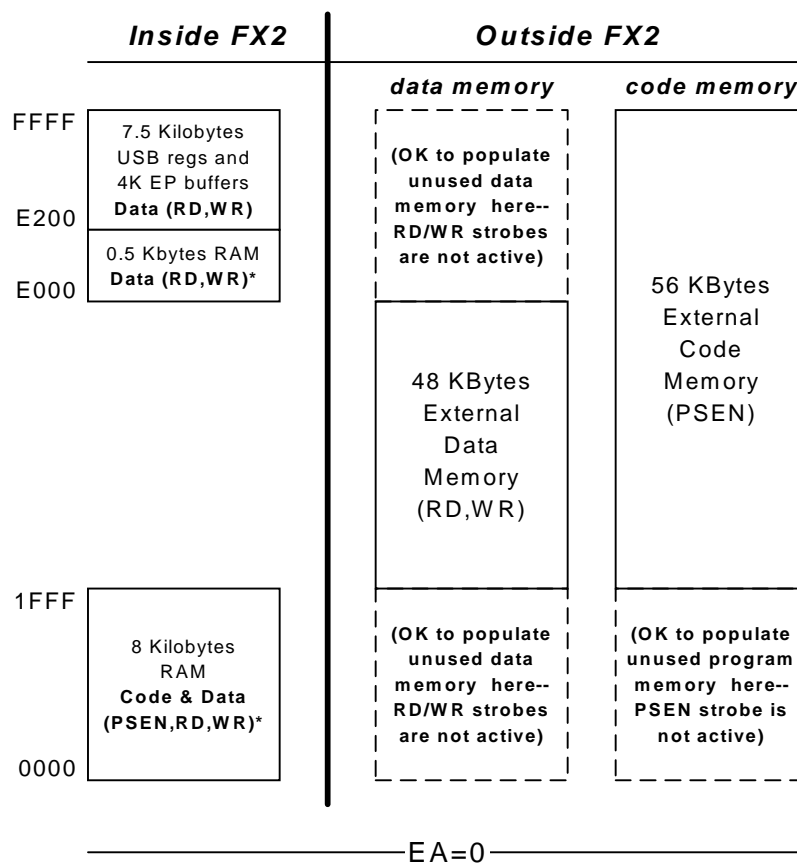 Inside FX2
Outside FX2
data memory
code memory
FFFF
7.5 Kilobytes
USB regs and
4K EP buffers
Data (RD,WR)
E200
0.5 Kbytes RAM
Data (RD,WR)*
E000
(OK to populate
unused data
memory here--
RD/WR strobes
are not active)
48 KBytes
External
Data
Memory
(RD,WR)
56 KBytes
External
Code
Memory
(PSEN)
1FFF
8 Kilobytes
RAM
Code & Data
(PSEN,RD,WR)*
0000
(OK to populate
unused data
memory here--
RD/WR strobes
are not active)
(OK to populate
unused program
memory here--
PSEN strobe is
not active)
EA=0